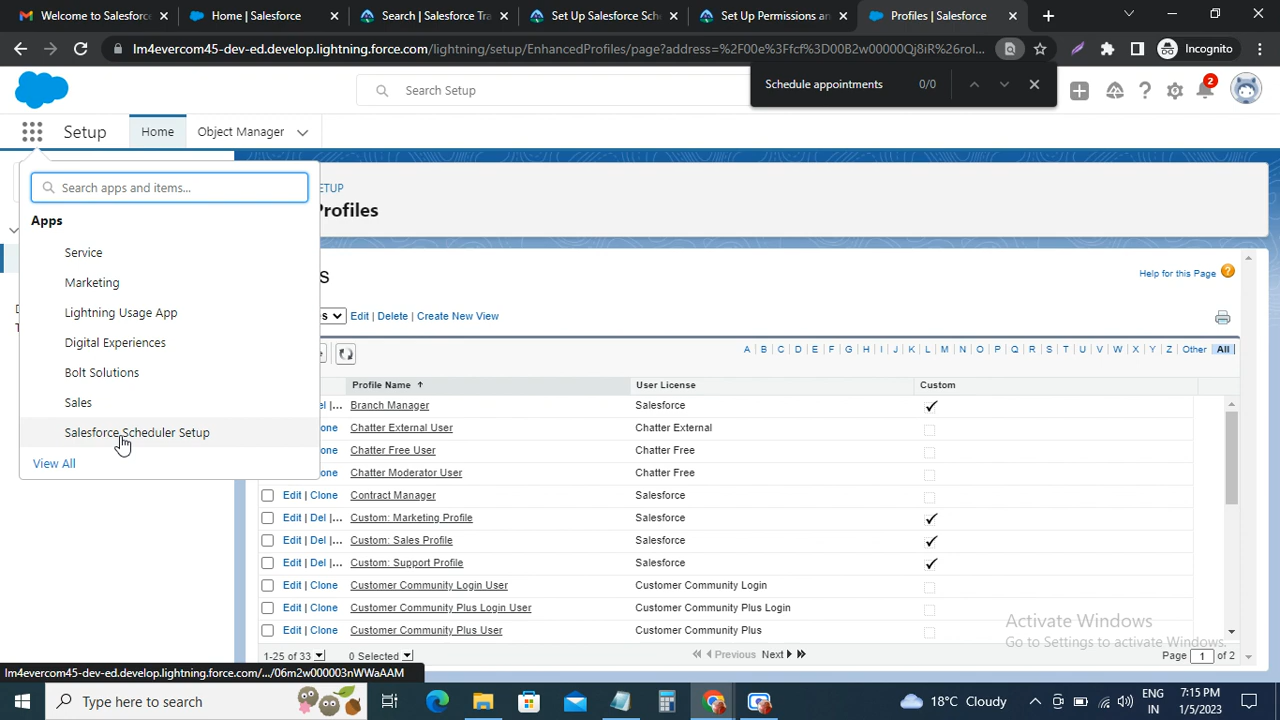 Welcome to Salesforce:
Home | Salesforce
Search | Salesforce Tra
Set Up Salesforce Sch
Set Up Permissions an
Profiles | Salesforce
lm4evercom45-dev-ed.develop.lightning.force.com/lightning/setup/EnhancedProfiles/page?address=%2F00e%3Ffcf%3D00B2w00000Qj8iR%26rol...
Incognito
Search Setup
Schedule appointments 0/0
2
Setup Home Object Manager
Search apps and items...
Apps
Service
Marketing
Lightning Usage App
Digital Experiences
Bolt Solutions
Sales
Salesforce Scheduler Setup
View All
ETUP
Profiles
Help for this Page
Edit | Delete | Create New View
A B C D E F G H I J K L M N O P Q R S T U V W X Y Z Other All
Profile Name User License Custom
el |... Branch Manager Salesforce
one Chatter External User Chatter External
one Chatter Free User Chatter Free
one Chatter Moderator User Chatter Free
Edit | Clone Contract Manager Salesforce
Edit | Del |... Custom: Marketing Profile Salesforce
Edit | Del |... Custom: Sales Profile Salesforce
Edit | Del |... Custom: Support Profile Salesforce
Edit | Clone Customer Community Login User Customer Community Login
Edit | Clone Customer Community Plus Login User Customer Community Plus Login
Edit | Clone Customer Community Plus User Customer Community Plus
1-25 of 33 0 Selected Previous Next Page 1 of 2
Activate Windows
Go to Settings to activate Windows.
lm4evercom45-dev-ed.develop.lightning.force.com/.../06m2w000003nWWaAAM
Type here to search
18°C Cloudy
ENG
IN
7:15 PM
1/5/2023